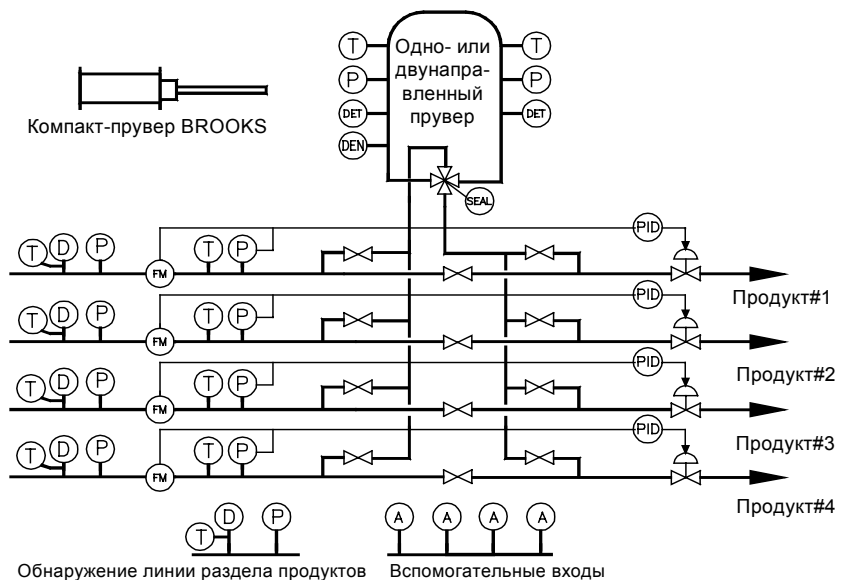 Одно- или
двунапра-
вленный
прувер
T
T
P
P
DET
DET
DEN
SEAL
Компакт-прувер BROOKS
T D P FM T P PID
Продукт#1
T D P FM T P PID
Продукт#2
T D P FM T P PID
Продукт#3
T D P FM T P PID
Продукт#4
T D P
A A A A
Обнаружение линии раздела продуктов
Вспомогательные входы